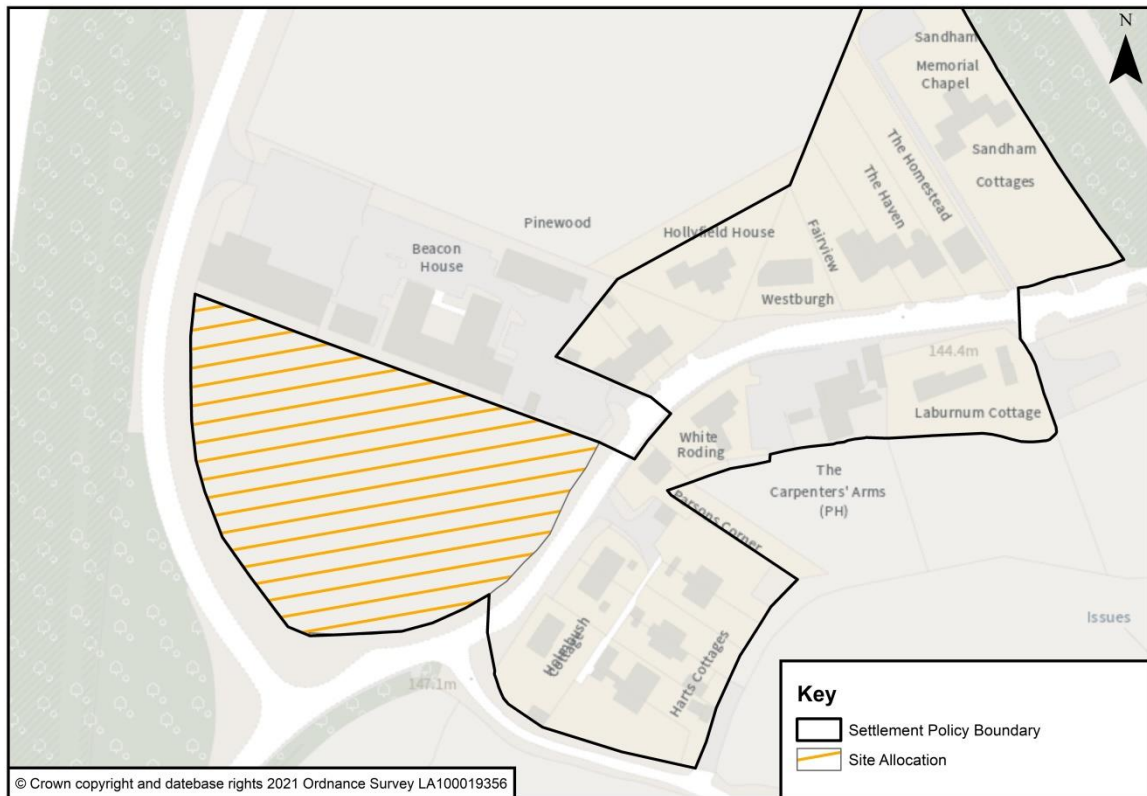 N
Sandham
Memorial
Chapel
Sandham
Cottages
The Homestead
The Haven
Fairview
Pinewood
Hollyfield House
Beacon
House
Westburgh
144.4m
Laburnum Cottage
White
Roding
The
Carpenters' Arms
(PH)
Parsons Corner
Issues
Holmbush
Cottage
Harts Cottages
147.1m
Key
Settlement Policy Boundary
Site Allocation
© Crown copyright and datebase rights 2021 Ordnance Survey LA100019356